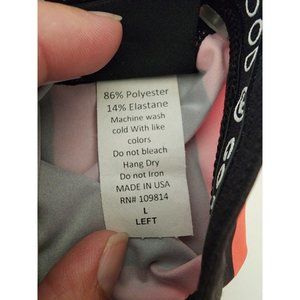 86% Polyester
14% Elastane
Machine wash
cold With like
colors
Do not bleach
Hang Dry
Do not Iron
MADE IN USA
RN# 109814
L
LEFT